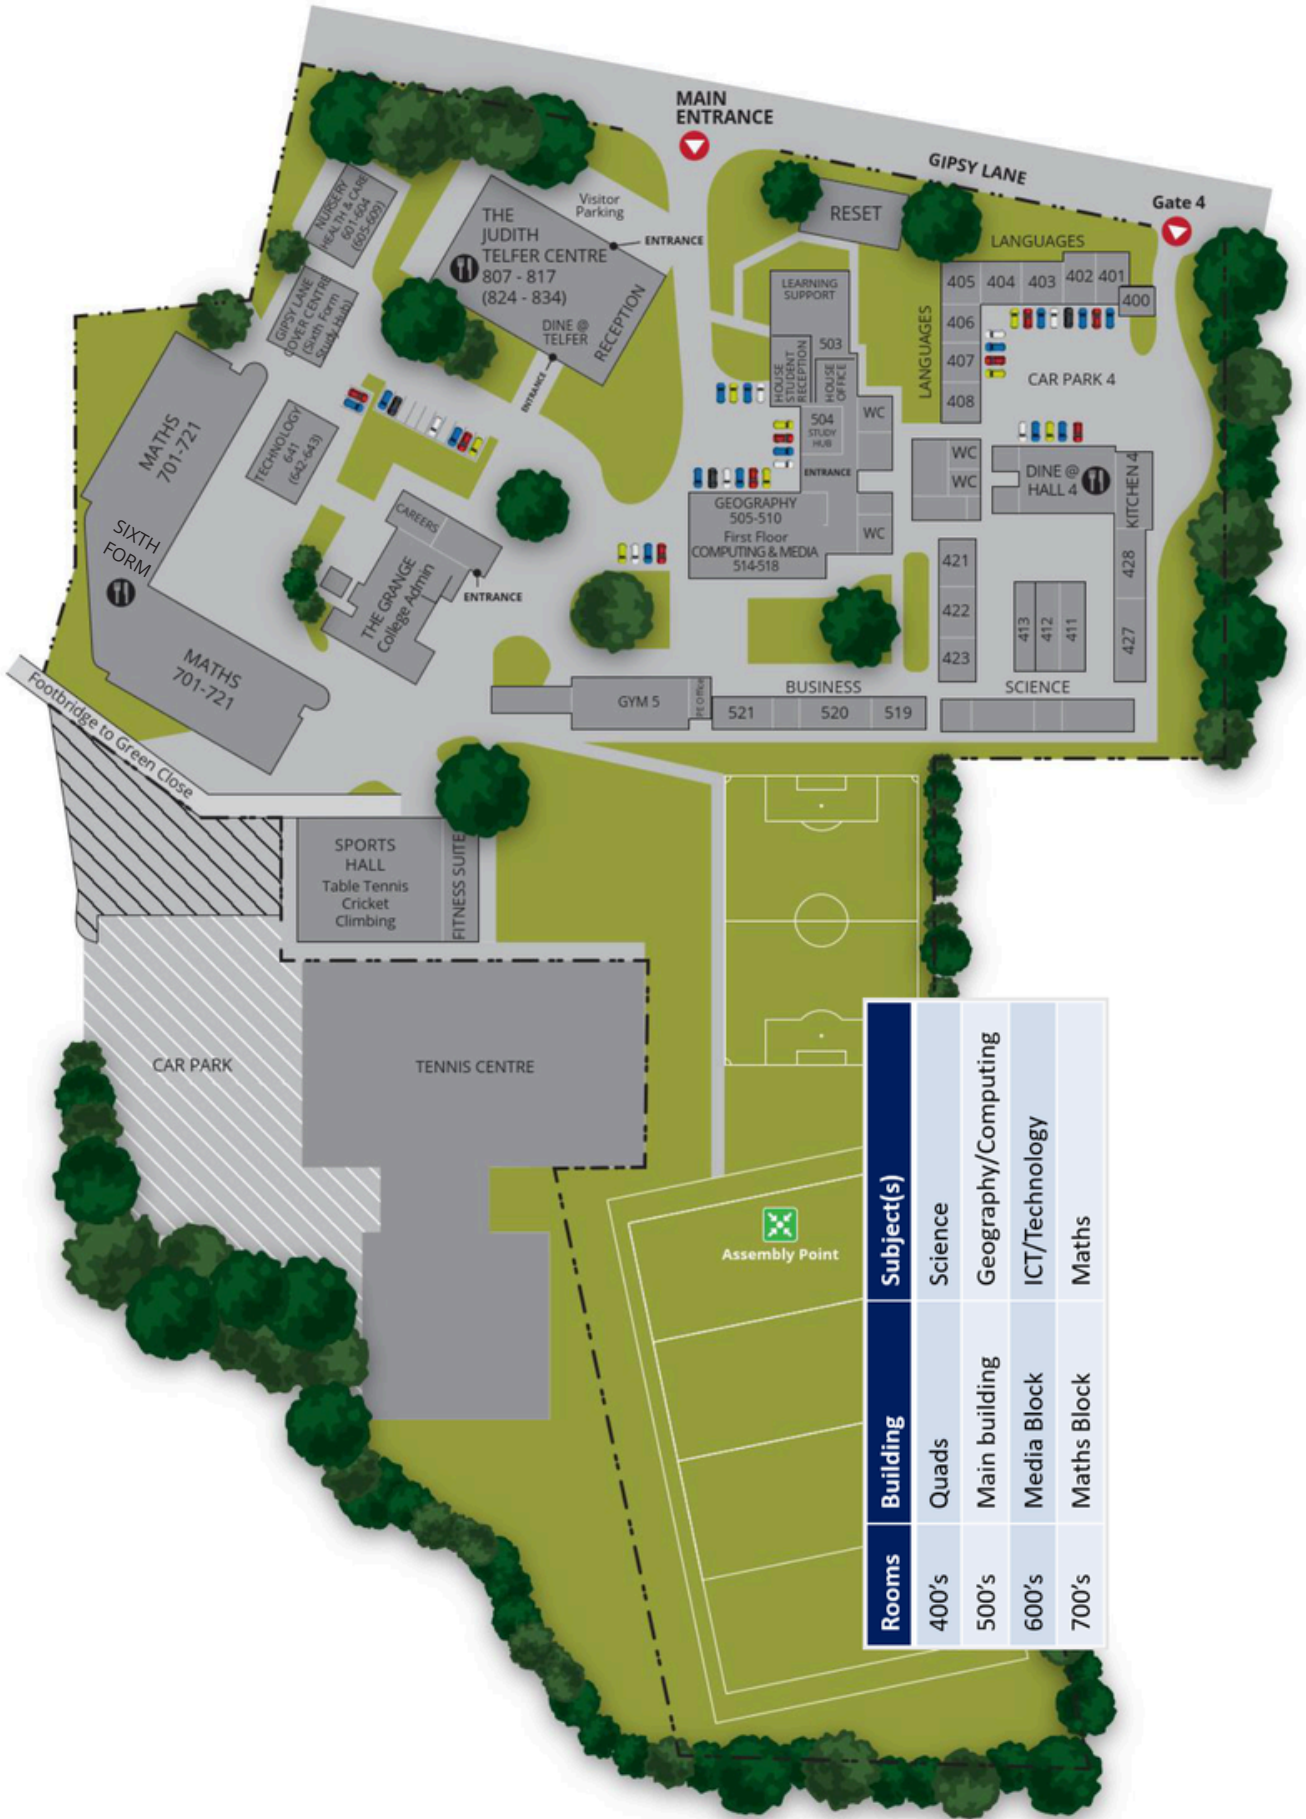 MAIN
ENTRANCE
GIPSY LANE
Gate 4
NURSERY
HEALTH & CARE
601-604
(605-609)
THE
JUDITH
TELFER CENTRE
807 - 817
(824 - 834)
Visitor
Parking
ENTRANCE
DINE @
TELFER
RECEPTION
ENTRANCE
RESET
LANGUAGES
405
404
403
402
401
400
406
407
408
LANGUAGES
CAR PARK 4
LEARNING
SUPPORT
503
HOUSE
STUDENT
RECEPTION
HOUSE
OFFICE
504
STUDY
HUB
WC
ENTRANCE
WC
WC
WC
DINE @
HALL 4
KITCHEN 4
GIPSY LANE
COVER CENTRE
(Sixth Form
Study Hub)
MATHS
701-721
TECHNOLOGY
641
(642-643)
SIXTH
FORM
CAREERS
THE GRANGE
College Admin
ENTRANCE
GEOGRAPHY
505-510
First Floor
COMPUTING & MEDIA
514-518
421
422
423
413
412
411
428
427
MATHS
701-721
GYM 5
PE Office
BUSINESS
521
520
519
SCIENCE
Footbridge to Green Close
SPORTS
HALL
Table Tennis
Cricket
Climbing
FITNESS SUITE
CAR PARK
TENNIS CENTRE
Assembly Point
Rooms Building Subject(s)
400's Quads Science
500's Main building Geography/Computing
600's Media Block ICT/Technology
700's Maths Block Maths